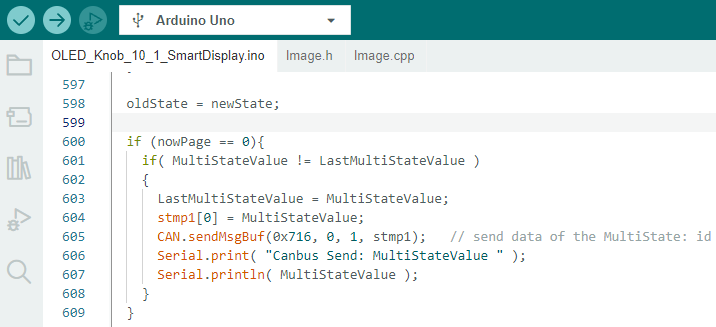 Arduino Uno
OLED_Knob_10_1_SmartDisplay.ino Image.h Image.cpp
597
598 oldState = newState;
599
600 if (nowPage == 0){
601 if( MultiStateValue != LastMultiStateValue )
602 {
603 LastMultiStateValue = MultiStateValue;
604 stmp1[0] = MultiStateValue;
605 CAN.sendMsgBuf(0x716, 0, 1, stmp1); // send data of the MultiState: id
606 Serial.print( "Canbus Send: MultiStateValue " );
607 Serial.println( MultiStateValue );
608 }
609 }